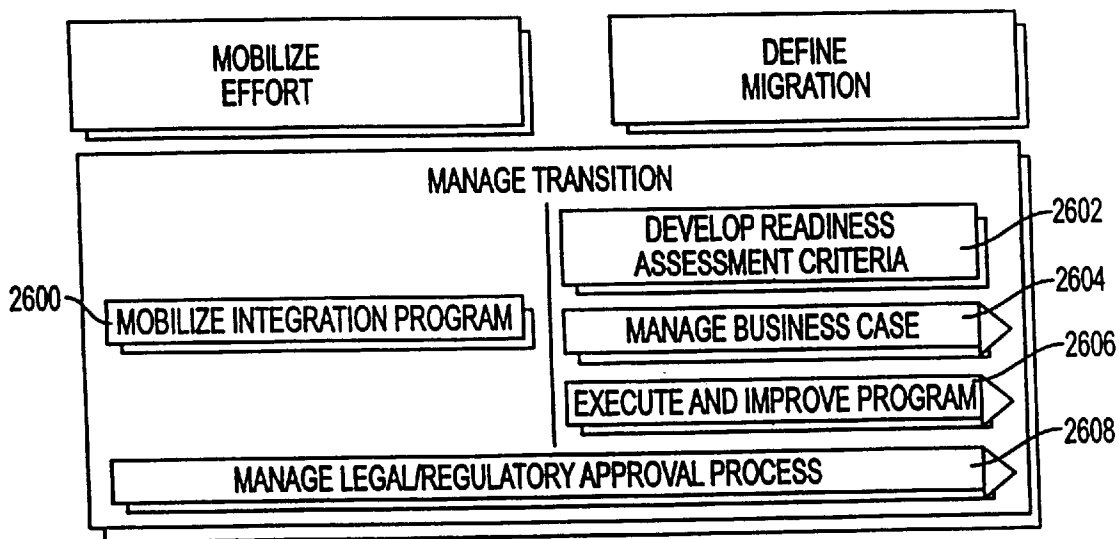 MOBILIZE
EFFORT
DEFINE
MIGRATION
MANAGE TRANSITION
DEVELOP READINESS
ASSESSMENT CRITERIA
2602
2600
MOBILIZE INTEGRATION PROGRAM
MANAGE BUSINESS CASE
2604
EXECUTE AND IMPROVE PROGRAM
2606
MANAGE LEGAL/REGULATORY APPROVAL PROCESS
2608